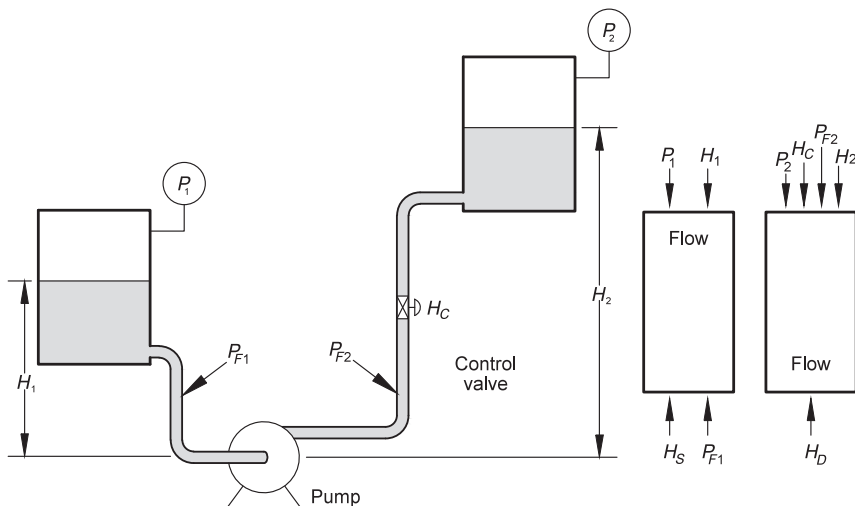 P2
P1
H1
PF1
PF2
HC
Control
valve
H2
Pump
P1
H1
Flow
HS
PF1
P2
HC
PF2
H2
Flow
HD